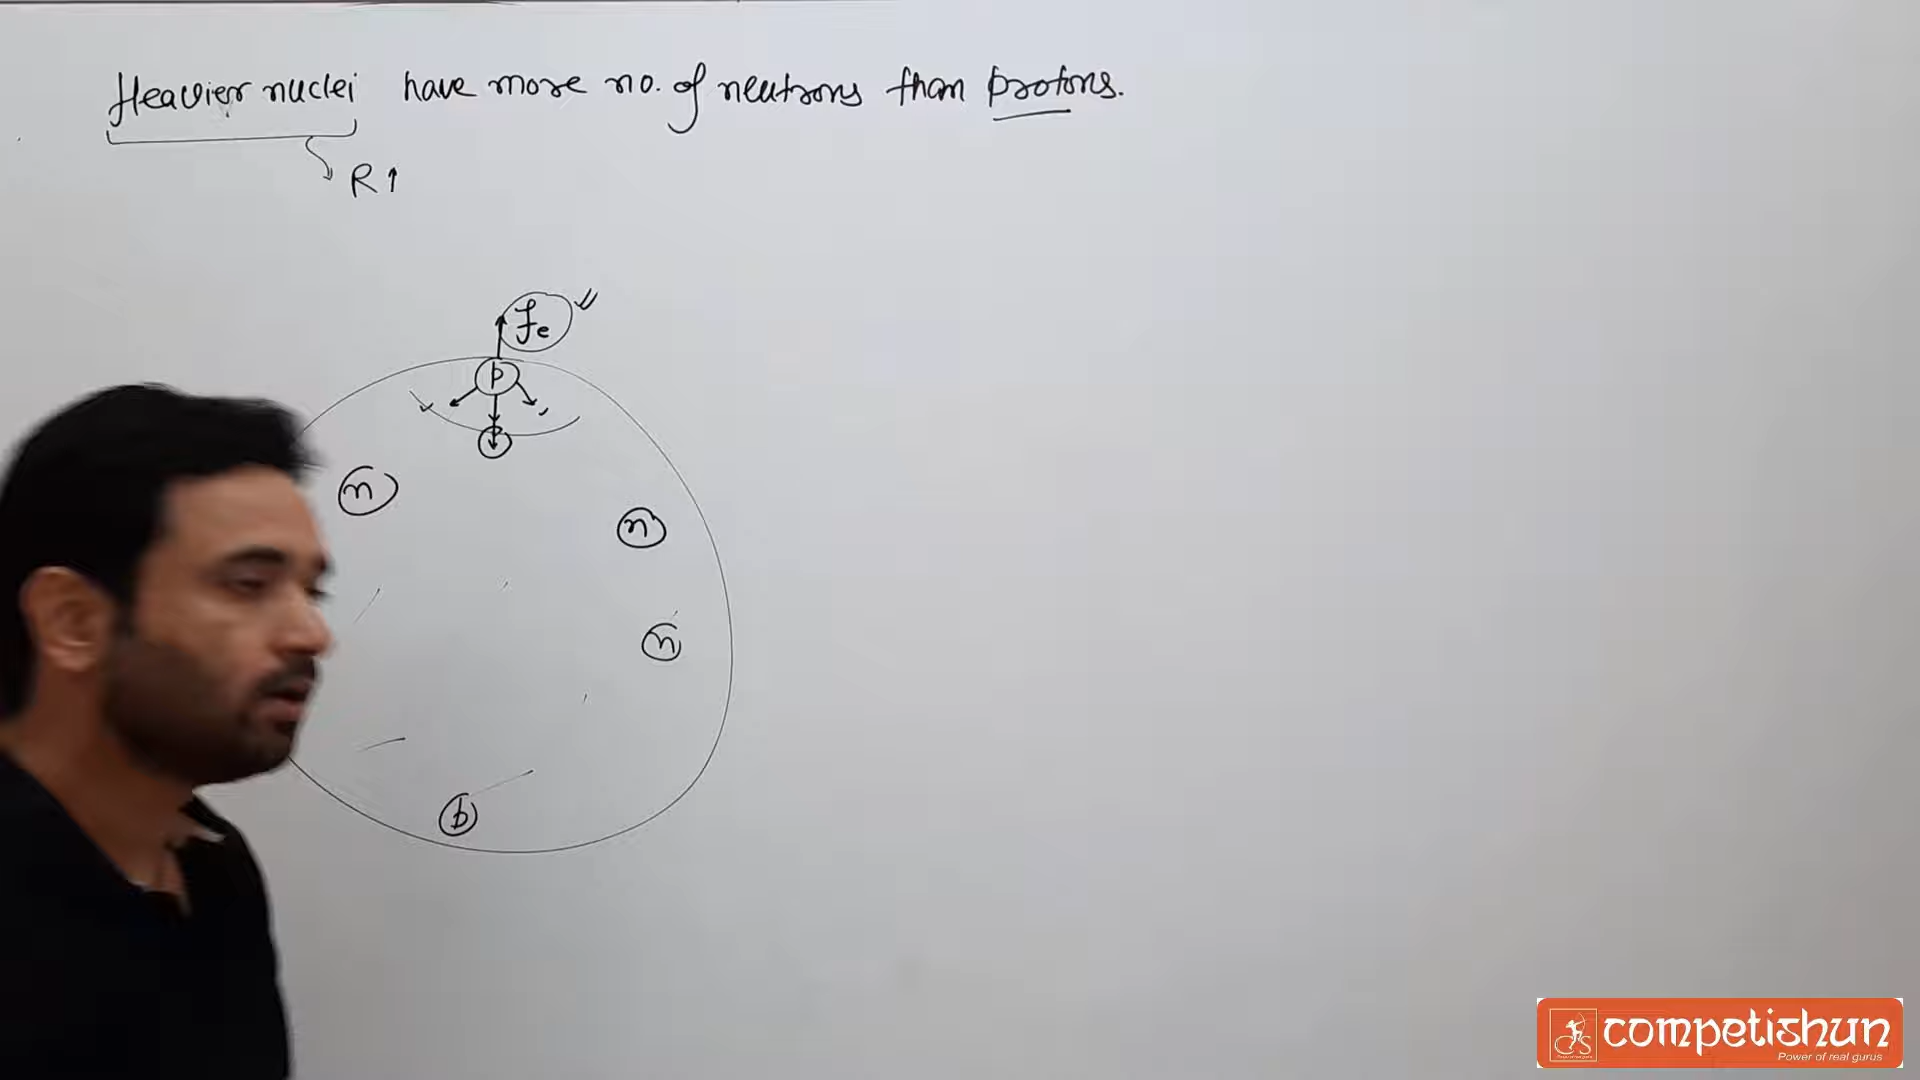 Heavier nuclei have more no. of neutrons than protons.
R↑
fe
p
n
n
n
p
competishun
Power of real gurus